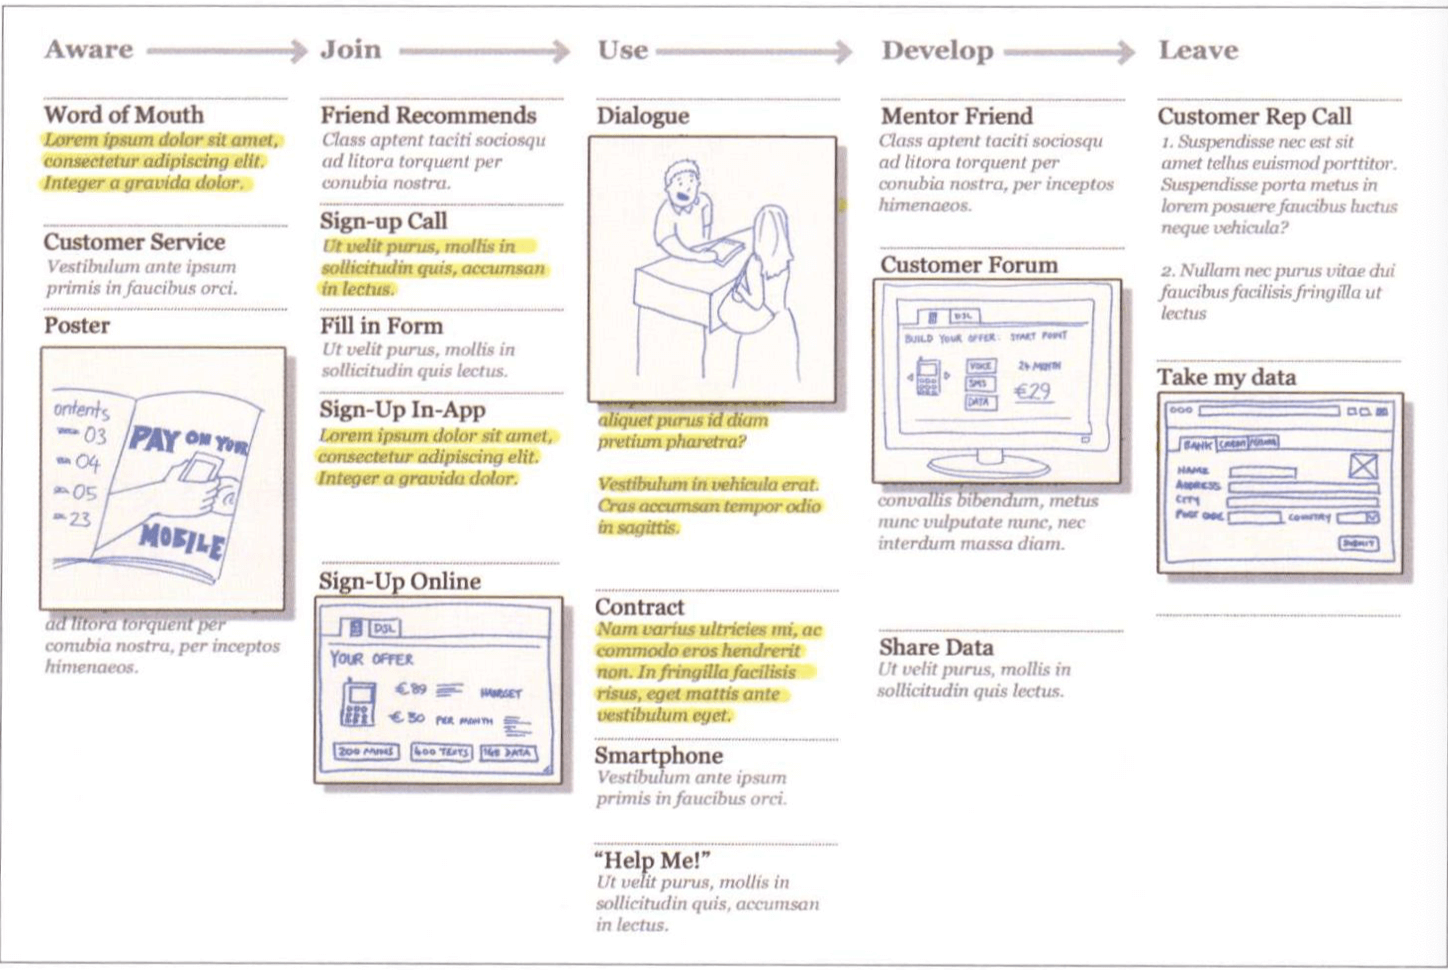 Aware
Join
Use
Develop
Leave
Word of Mouth
Lorem ipsum dolor sit amet,
consectetur adipiscing elit.
Integer a gravida dolor.
Customer Service
Vestibulum ante ipsum
primis in faucibus orci.
Poster
ontents
03
04
05
23
PAY ON YOUR
MOBILE
ad litora torquent per
conubia nostra, per inceptos
himenaeos.
Friend Recommends
Class aptent taciti sociosqu
ad litora torquent per
conubia nostra.
Sign-up Call
Ut velit purus, mollis in
sollicitudin quis, accumsan
in lectus.
Fill in Form
Ut velit purus, mollis in
sollicitudin quis lectus.
Sign-Up In-App
Lorem ipsum dolor sit amet,
consectetur adipiscing elit.
Integer a gravida dolor.
Sign-Up Online
DSL
YOUR OFFER
€89 HANDSET
€30 PER MONTH
200 MINS 400 TEXTS 1GB DATA
Dialogue
aliquet purus id diam
pretium pharetra?
Vestibulum in vehicula erat.
Cras accumsan tempor odio
in sagittis.
Contract
Nam varius ultricies mi, ac
commodo eros hendrerit
non. In fringilla facilisis
risus, eget mattis ante
vestibulum eget.
Smartphone
Vestibulum ante ipsum
primis in faucibus orci.
“Help Me!”
Ut velit purus, mollis in
sollicitudin quis, accumsan
in lectus.
Mentor Friend
Class aptent taciti sociosqu
ad litora torquent per
conubia nostra, per inceptos
himenaeos.
Customer Forum
DSL
BUILD YOUR OFFER: START POINT
VOICE 24-MONTH
SMS €29
DATA
convallis bibendum, metus
nunc vulputate nunc, nec
interdum massa diam.
Share Data
Ut velit purus, mollis in
sollicitudin quis lectus.
Customer Rep Call
1. Suspendisse nec est sit
amet tellus euismod porttitor.
Suspendisse porta metus in
lorem posuere faucibus luctus
neque vehicula?
2. Nullam nec purus vitae dui
faucibus facilisis fringilla ut
lectus
Take my data
BANK
NAME
ADDRESS
CITY
POST CODE COUNTRY
SUBMIT